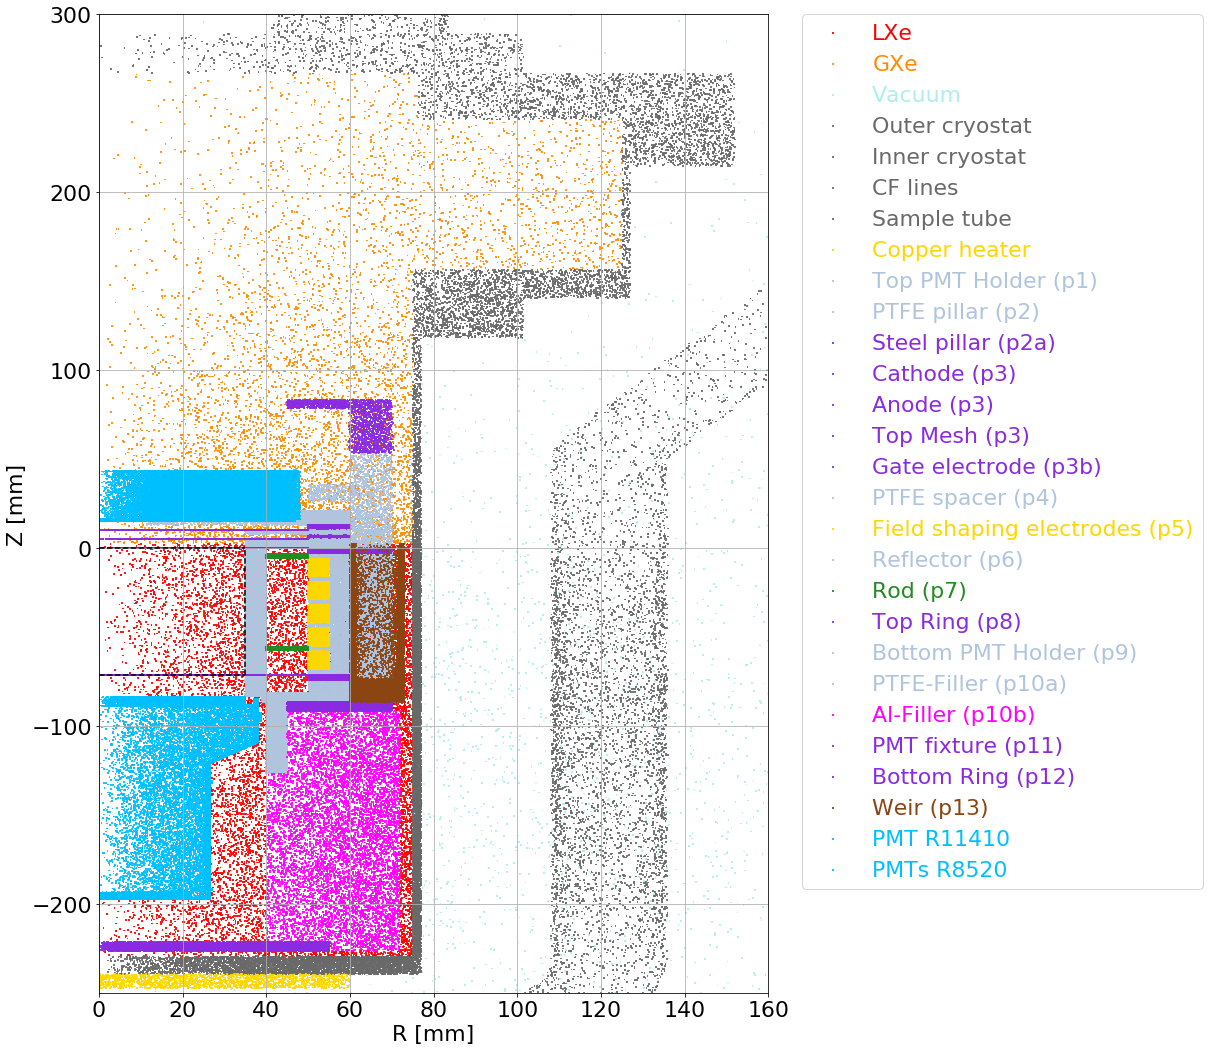 300
200
100
0
−100
−200
Z [mm]
0 20 40 60 80 100 120 140 160
R [mm]
LXe
GXe
Vacuum
Outer cryostat
Inner cryostat
CF lines
Sample tube
Copper heater
Top PMT Holder (p1)
PTFE pillar (p2)
Steel pillar (p2a)
Cathode (p3)
Anode (p3)
Top Mesh (p3)
Gate electrode (p3b)
PTFE spacer (p4)
Field shaping electrodes (p5)
Reflector (p6)
Rod (p7)
Top Ring (p8)
Bottom PMT Holder (p9)
PTFE-Filler (p10a)
Al-Filler (p10b)
PMT fixture (p11)
Bottom Ring (p12)
Weir (p13)
PMT R11410
PMTs R8520